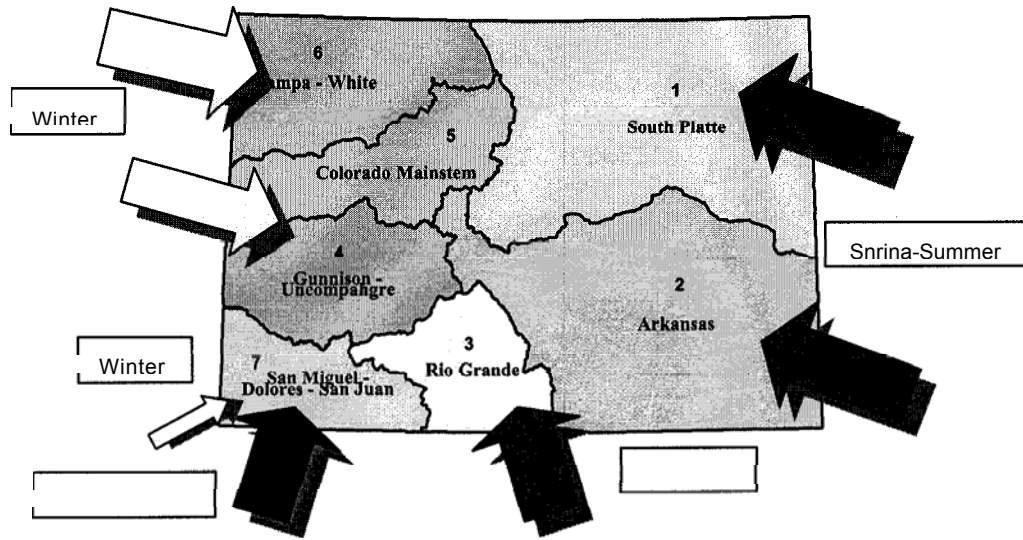 6
ampa - White
Winter
1
South Platte
5
Colorado Mainstem
4
Gunnison -
Uncompahgre
Snrina-Summer
2
Arkansas
Winter
3
Rio Grande
7
San Miguel -
Dolores - San Juan